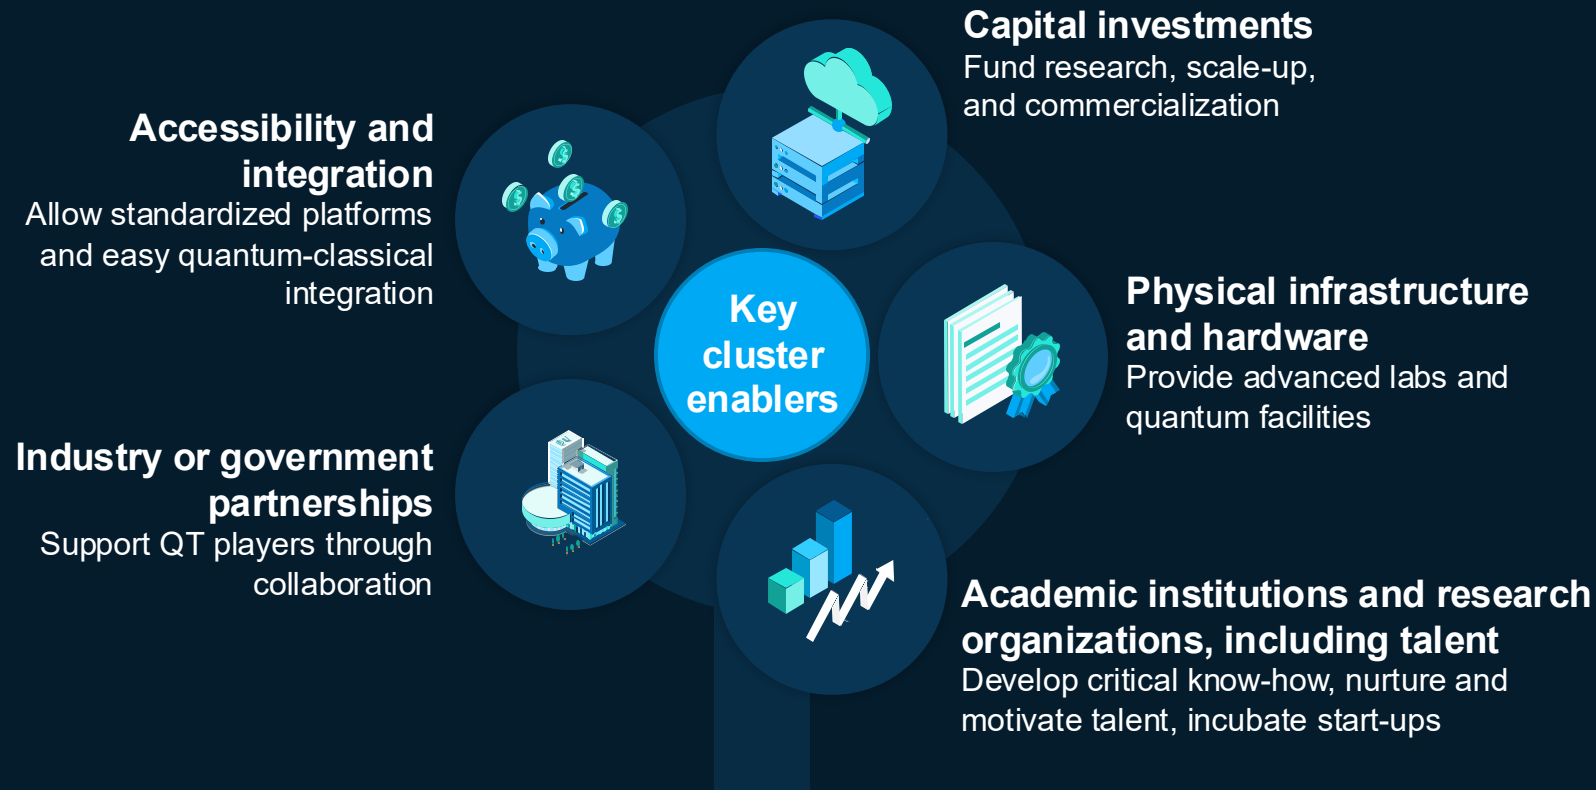 Capital investments
Fund research, scale-up,
and commercialization
Accessibility and
integration
Allow standardized platforms
and easy quantum-classical
integration
Key
cluster
enablers
Physical infrastructure
and hardware
Provide advanced labs and
quantum facilities
Industry or government
partnerships
Support QT players through
collaboration
Academic institutions and research
organizations, including talent
Develop critical know-how, nurture and
motivate talent, incubate start-ups